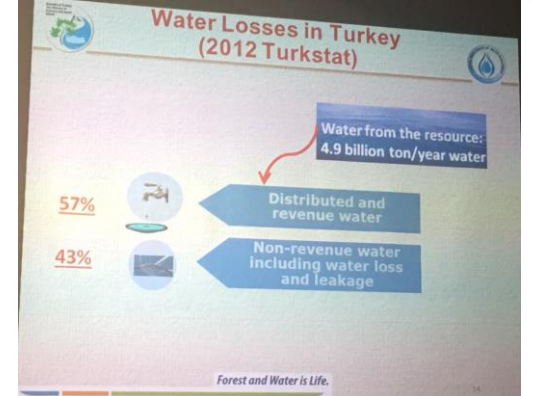 Water Losses in Turkey
(2012 Turkstat)
Water from the resource:
4.9 billion ton/year water
57%
Distributed and
revenue water
43%
Non-revenue water
including water loss
and leakage
Forest and Water is Life.
14